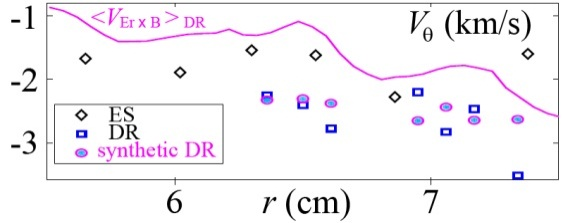 -1
<V_Er x B>_DR
V_θ (km/s)
-2
ES
DR
synthetic DR
-3
6
r (cm)
7